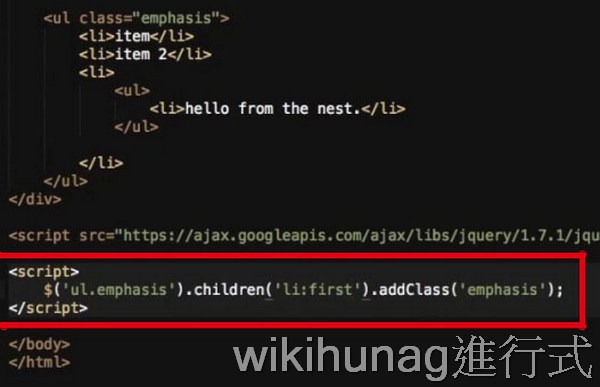 <ul class="emphasis">
<li>item</li>
<li>item 2</li>
<li>
<ul>
<li>hello from the nest.</li>
</ul>
</li>
</ul>
</div>
<script src="https://ajax.googleapis.com/ajax/libs/jquery/1.7.1/jqu
<script>
$('ul.emphasis').children('li:first').addClass('emphasis');
</script>
</body>
</html>
wikihunag進行式